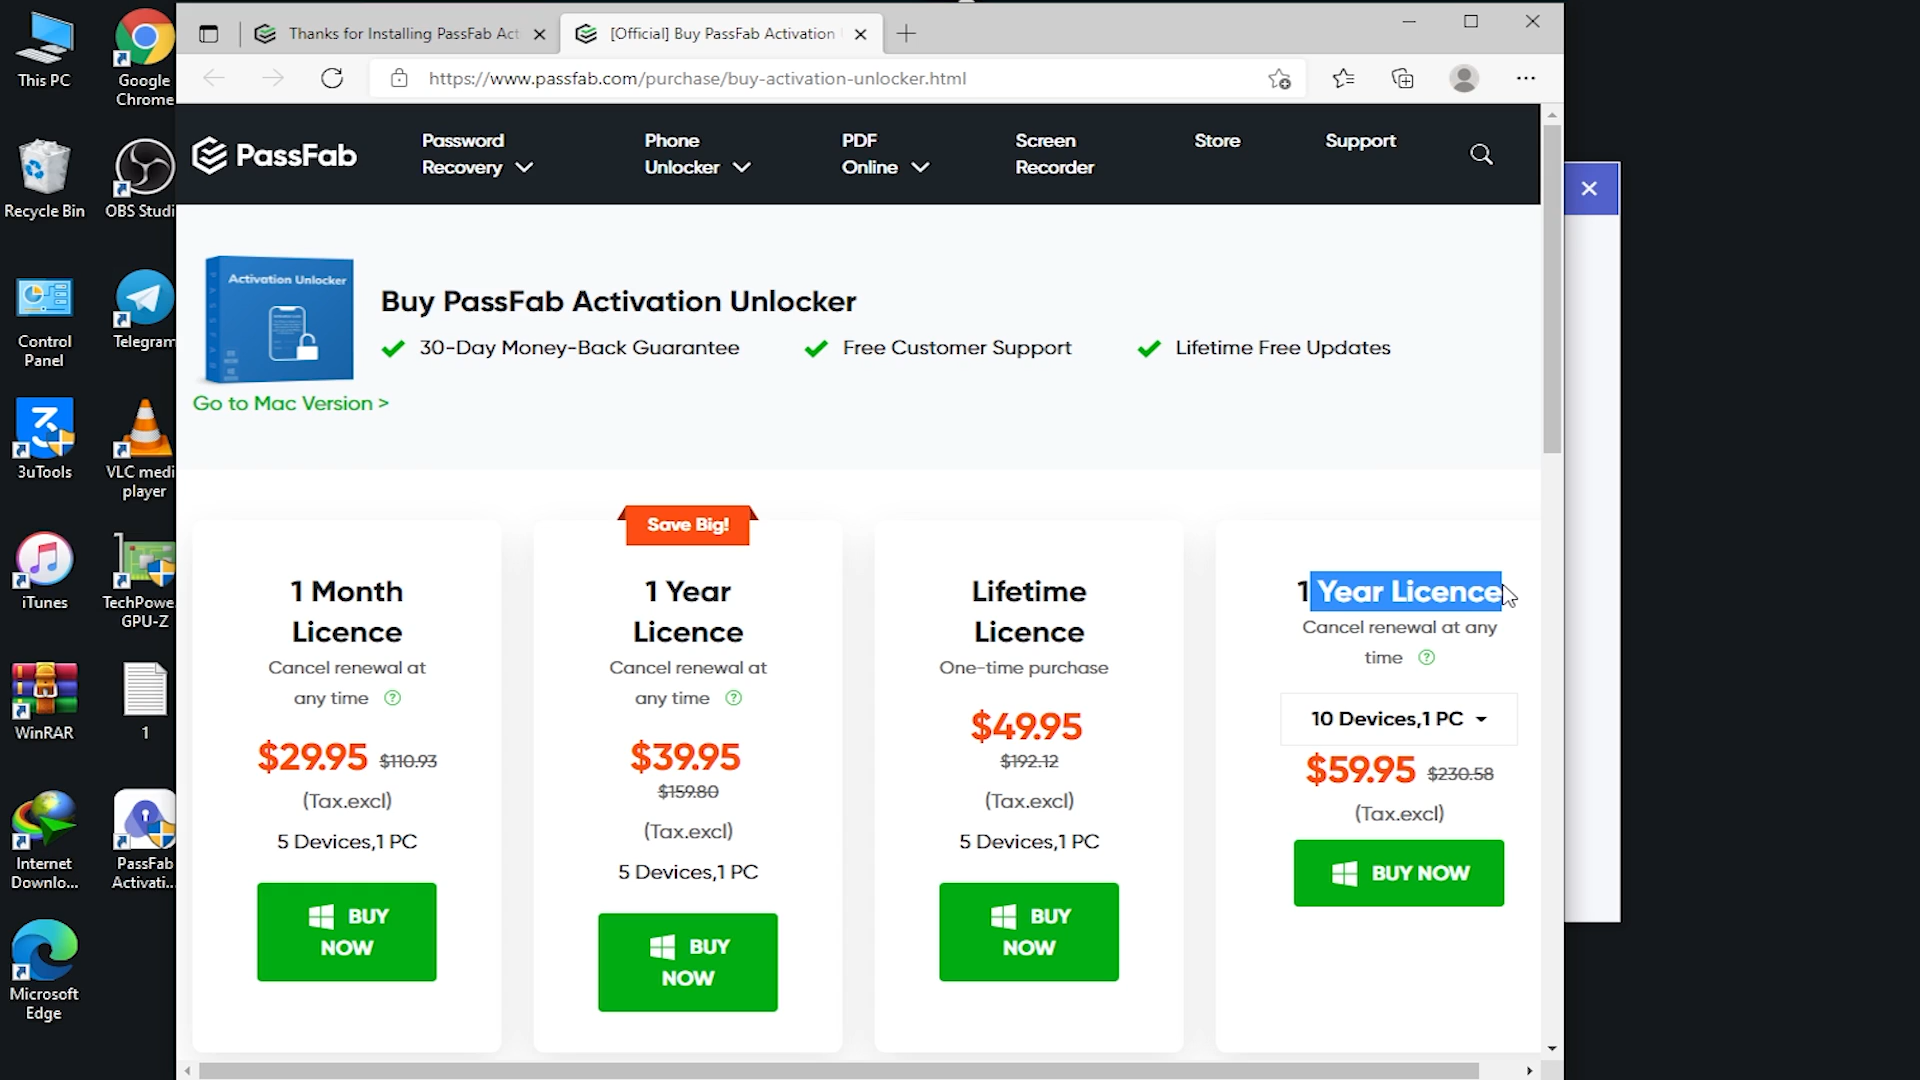 This PC
Google
Chrome
Recycle Bin
OBS Studi
Control
Panel
Telegram
3uTools
VLC medi
player
iTunes
TechPowe...
GPU-Z
WinRAR
1
Internet
Downlo...
PassFab
Activati...
Microsoft
Edge
Thanks for Installing PassFab Act
[Official] Buy PassFab Activation
https://www.passfab.com/purchase/buy-activation-unlocker.html
PassFab
Password
Recovery
Phone
Unlocker
PDF
Online
Screen
Recorder
Store
Support
Activation Unlocker
Buy PassFab Activation Unlocker
30-Day Money-Back Guarantee
Free Customer Support
Lifetime Free Updates
Go to Mac Version >
1 Month
Licence
Cancel renewal at
any time ?
$29.95 $110.93
(Tax.excl)
5 Devices,1 PC
BUY
NOW
Save Big!
1 Year
Licence
Cancel renewal at
any time ?
$39.95
$159.80
(Tax.excl)
5 Devices,1 PC
BUY
NOW
Lifetime
Licence
One-time purchase
$49.95
$192.12
(Tax.excl)
5 Devices,1 PC
BUY
NOW
1 Year Licence
Cancel renewal at any
time ?
10 Devices,1 PC
$59.95 $230.58
(Tax.excl)
BUY NOW